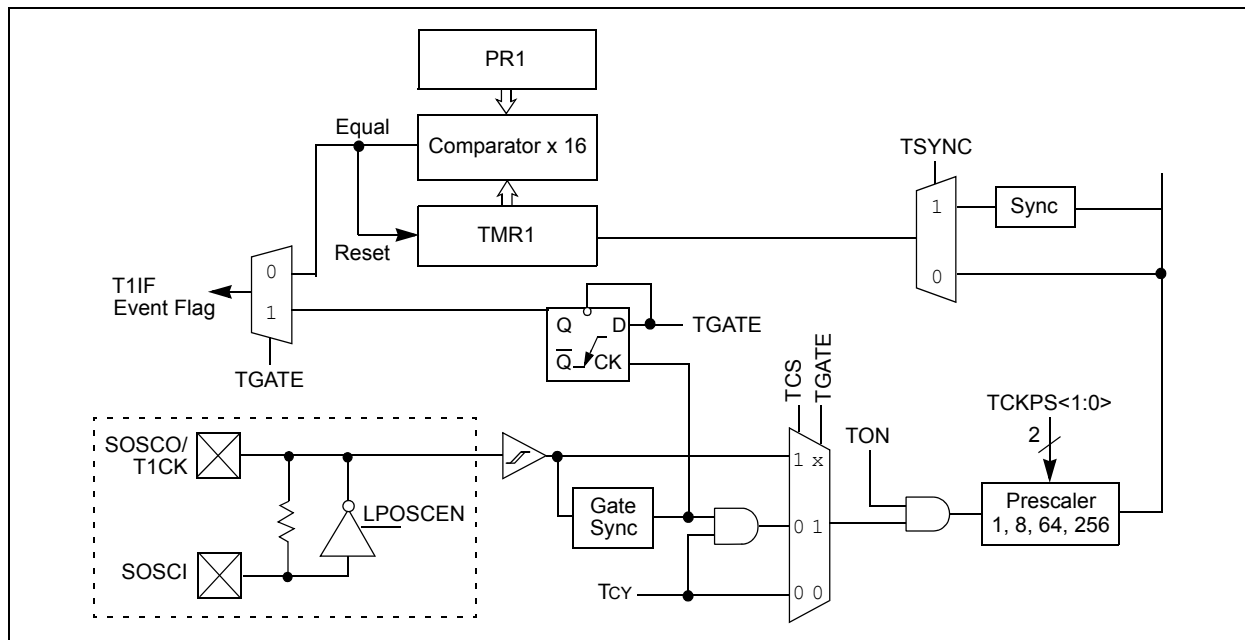 PR1
Equal
Comparator x 16
TSYNC
1
Sync
Reset
TMR1
0
0
T1IF
Event Flag
1
Q
D
TGATE
Q̅
CK
TGATE
TCS
TGATE
TCKPS<1:0>
2
SOSCO/
T1CK
TON
1 x
Prescaler
1, 8, 64, 256
LPOSCEN
Gate
Sync
0 1
SOSCI
TCY
0 0